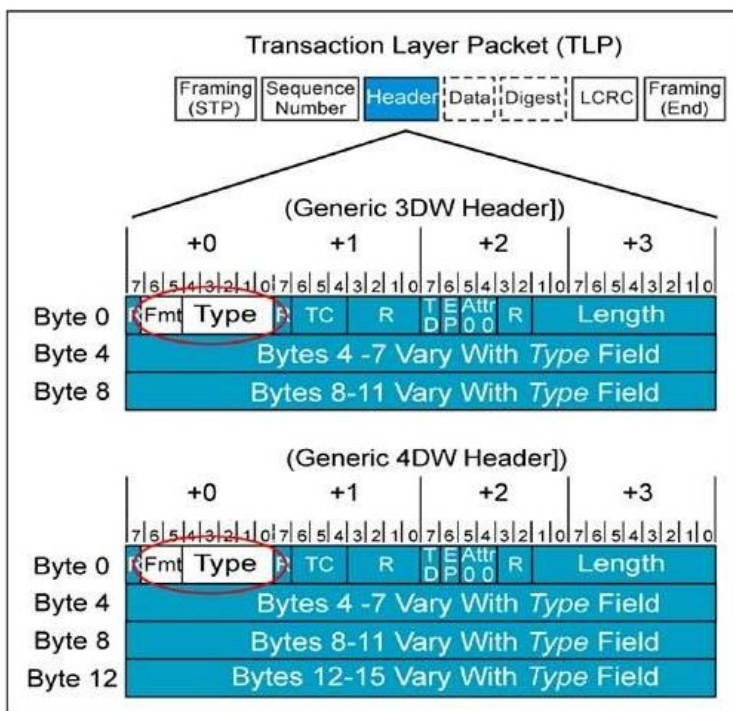 Transaction Layer Packet (TLP)
Framing (STP) Sequence Number Header Data Digest LCRC Framing (End)
(Generic 3DW Header])
+0 +1 +2 +3
7 6 5 4 3 2 1 0 7 6 5 4 3 2 1 0 7 6 5 4 3 2 1 0 7 6 5 4 3 2 1 0
Byte 0 R Fmt Type R TC R TD EP Attr 0 0 R Length
Byte 4 Bytes 4 -7 Vary With Type Field
Byte 8 Bytes 8-11 Vary With Type Field
(Generic 4DW Header])
+0 +1 +2 +3
7 6 5 4 3 2 1 0 7 6 5 4 3 2 1 0 7 6 5 4 3 2 1 0 7 6 5 4 3 2 1 0
Byte 0 R Fmt Type R TC R TD EP Attr 0 0 R Length
Byte 4 Bytes 4 -7 Vary With Type Field
Byte 8 Bytes 8-11 Vary With Type Field
Byte 12 Bytes 12-15 Vary With Type Field